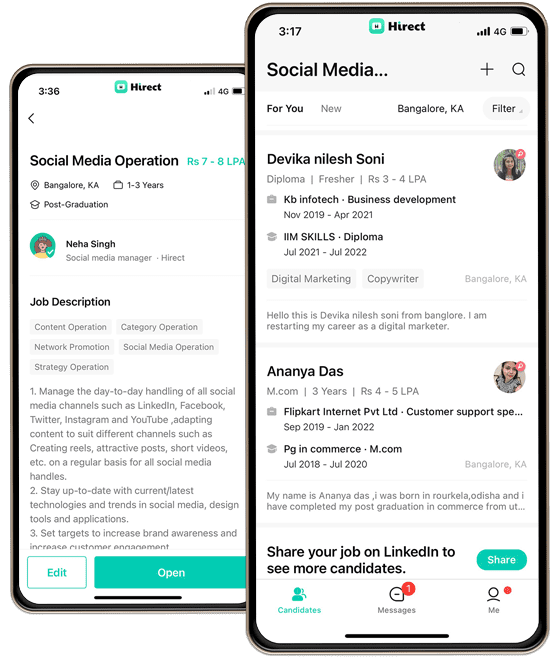 3:36
Hirect
4G
Social Media Operation
Rs 7 - 8 LPA
Bangalore, KA
1-3 Years
Post-Graduation
Neha Singh
Social media manager · Hirect
Job Description
Content Operation
Category Operation
Network Promotion
Social Media Operation
Strategy Operation
1. Manage the day-to-day handling of all social
media channels such as LinkedIn, Facebook,
Twitter, Instagram and YouTube ,adapting
content to suit different channels such as
Creating reels, attractive posts, short videos,
etc. on a regular basis for all social media
handles.
2. Stay up-to-date with current/latest
technologies and trends in social media, design
tools and applications.
3. Set targets to increase brand awareness and
increase customer engagement
Edit
Open
3:17
Hirect
4G
Social Media...
For You
New
Bangalore, KA
Filter
Devika nilesh Soni
Diploma | Fresher | Rs 3 - 4 LPA
Kb infotech · Business development
Nov 2019 - Apr 2021
IIM SKILLS · Diploma
Jul 2021 - Jul 2022
Digital Marketing
Copywriter
Bangalore, KA
Hello this is Devika nilesh soni from banglore. I am
restarting my career as a digital marketer.
Ananya Das
M.com | 3 Years | Rs 4 - 5 LPA
Flipkart Internet Pvt Ltd · Customer support spe...
Sep 2019 - Jan 2022
Pg in commerce · M.com
Jul 2018 - Jul 2020
Bangalore, KA
My name is Ananya das ,i was born in rourkela,odisha and i
have completed my post graduation in commerce from ut...
Share your job on LinkedIn to
see more candidates.
Share
1
Candidates
Messages
Me